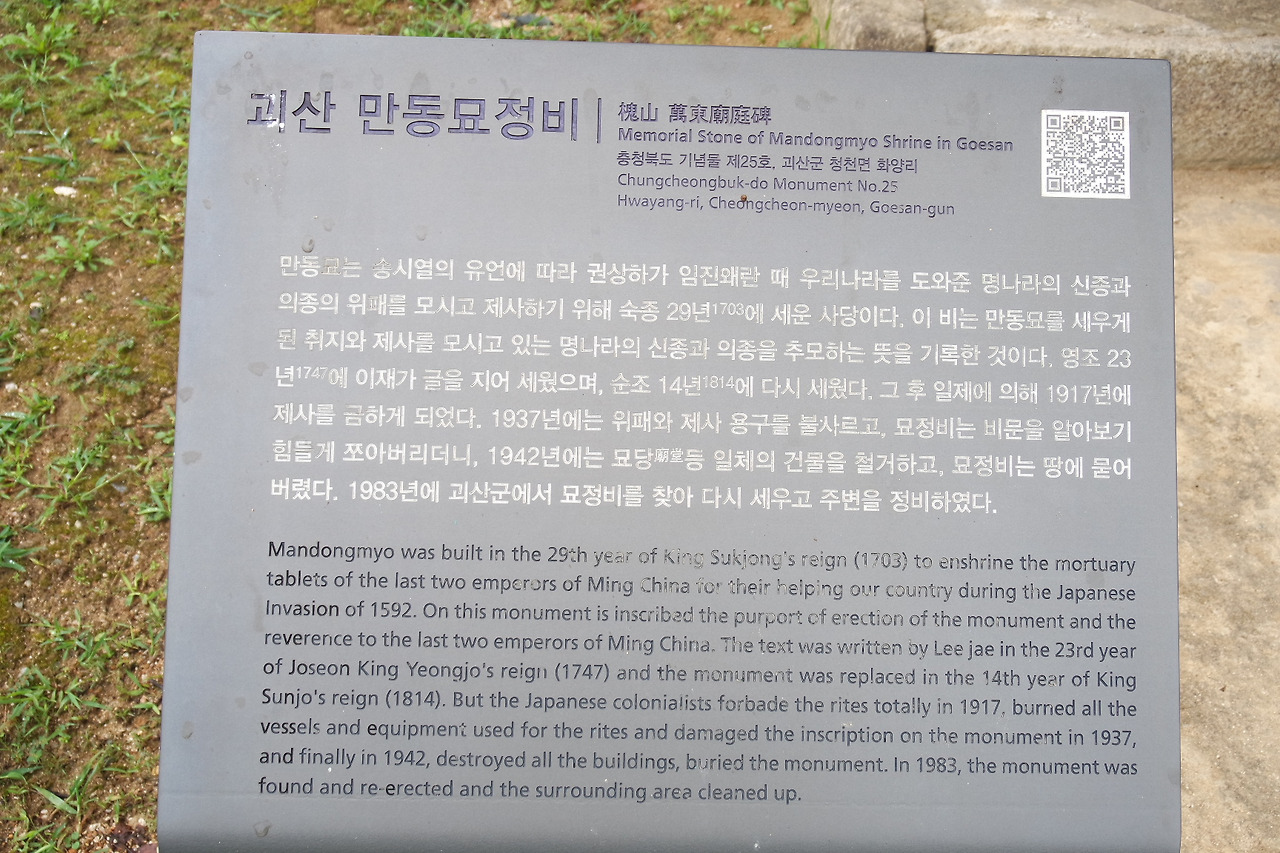 괴산 만동묘정비
槐山 萬東廟庭碑
Memorial Stone of Mandongmyo Shrine in Goesan
충청북도 기념물 제25호, 괴산군 청천면 화양리
Chungcheongbuk-do Monument No.25
Hwayang-ri, Cheongcheon-myeon, Goesan-gun
만동묘는 송시열의 유언에 따라 권상하가 임진왜란 때 우리나라를 도와준 명나라의 신종과
의종의 위패를 모시고 제사하기 위해 숙종 29년1703에 세운 사당이다. 이 비는 만동묘를 세우게
된 취지와 제사를 모시고 있는 명나라의 신종과 의종을 추모하는 뜻을 기록한 것이다. 영조 23
년1747에 이재가 글을 지어 세웠으며, 순조 14년1814에 다시 세웠다. 그 후 일제에 의해 1917년에
제사를 금하게 되었다. 1937년에는 위패와 제사 용구를 불사르고, 묘정비는 비문을 알아보기
힘들게 쪼아버리더니, 1942년에는 묘당廟堂등 일체의 건물을 철거하고, 묘정비는 땅에 묻어
버렸다. 1983년에 괴산군에서 묘정비를 찾아 다시 세우고 주변을 정비하였다.
Mandongmyo was built in the 29th year of King Sukjong's reign (1703) to enshrine the mortuary
tablets of the last two emperors of Ming China for their helping our country during the Japanese
Invasion of 1592. On this monument is inscribed the purport of erection of the monument and the
reverence to the last two emperors of Ming China. The text was written by Lee jae in the 23rd year
of Joseon King Yeongjo's reign (1747) and the monument was replaced in the 14th year of King
Sunjo's reign (1814). But the Japanese colonialists forbade the rites totally in 1917, burned all the
vessels and equipment used for the rites and damaged the inscription on the monument in 1937,
and finally in 1942, destroyed all the buildings, buried the monument. In 1983, the monument was
found and re-erected and the surrounding area cleaned up.